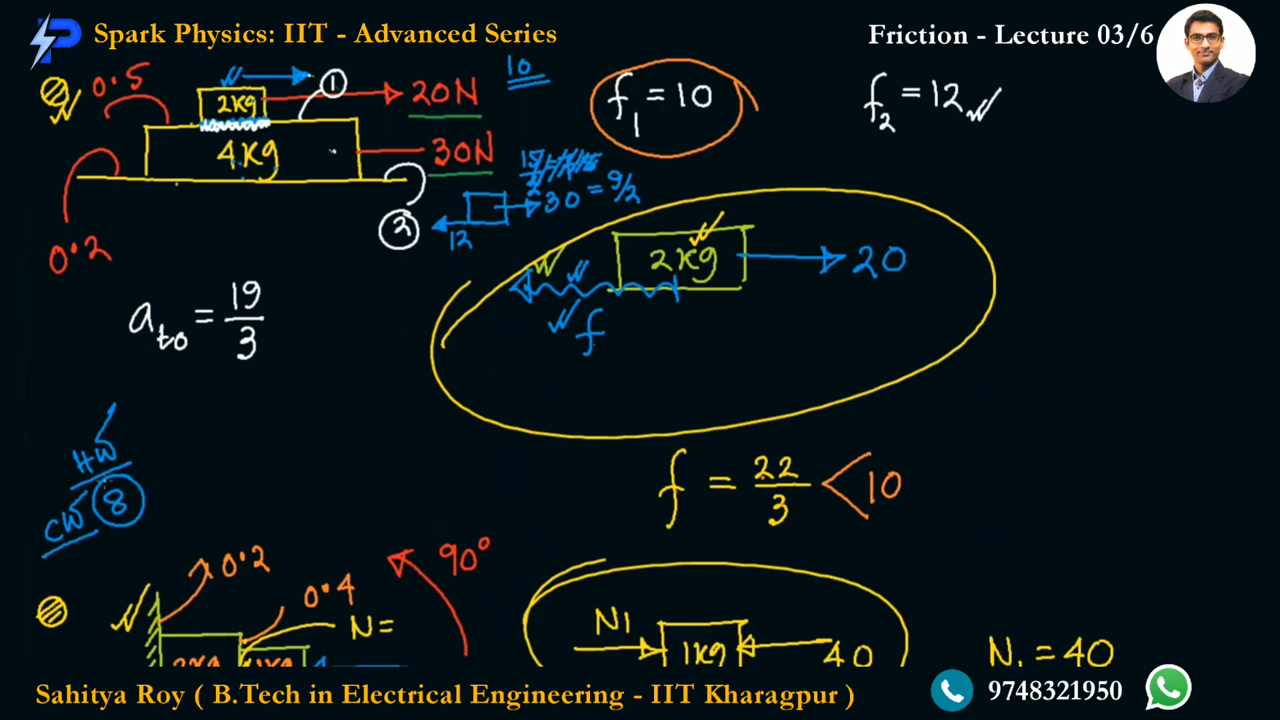 Spark Physics: IIT - Advanced Series
Friction - Lecture 03/6
0.5
1
10
2kg
20N
f1 = 10
f2 = 12
4kg
30N
30 = 9/2
12
2
0.2
2kg
20
f
a to = 19/3
HW
CW 8
f = 22/3 < 10
0.2
0.4
90°
N =
N1
1kg
40
N1 = 40
Sahitya Roy ( B.Tech in Electrical Engineering - IIT Kharagpur )
9748321950